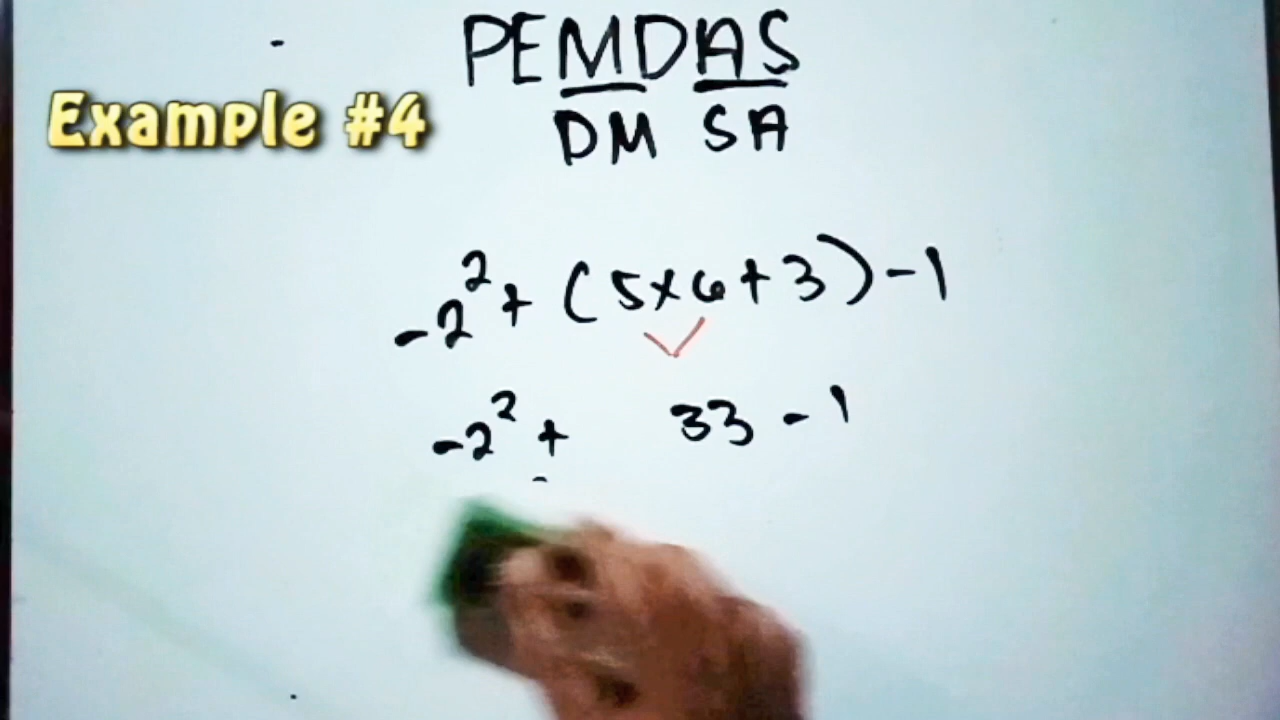 PEMDAS
Example #4
DM SA
-2² + (5×6+3)-1
-2² + 33 - 1